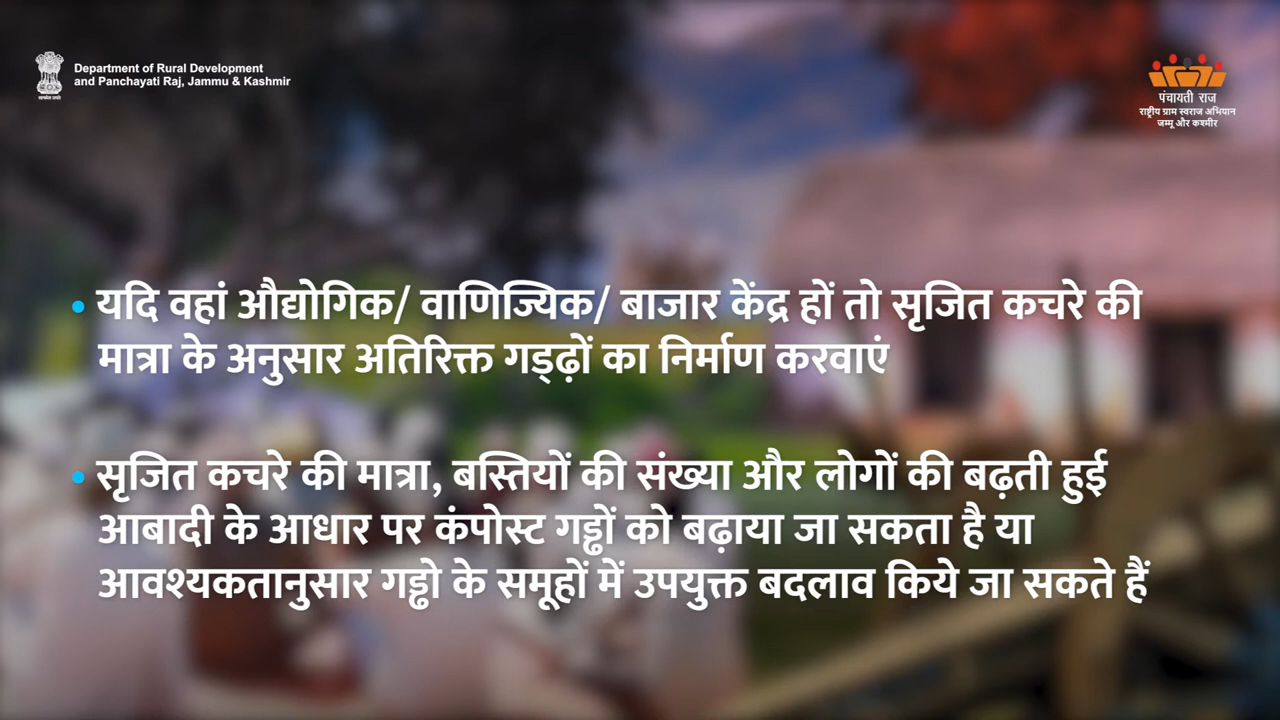 Department of Rural Development
and Panchayati Raj, Jammu & Kashmir
पंचायती राज
राष्ट्रीय ग्राम स्वराज अभियान
जम्मू और कश्मीर
• यदि वहां औद्योगिक/ वाणिज्यिक/ बाजार केंद्र हों तो सृजित कचरे की
मात्रा के अनुसार अतिरिक्त गड्ढ़ों का निर्माण करवाएं
• सृजित कचरे की मात्रा, बस्तियों की संख्या और लोगों की बढ़ती हुई
आबादी के आधार पर कंपोस्ट गड्ढों को बढ़ाया जा सकता है या
आवश्यकतानुसार गड्ढो के समूहों में उपयुक्त बदलाव किये जा सकते हैं